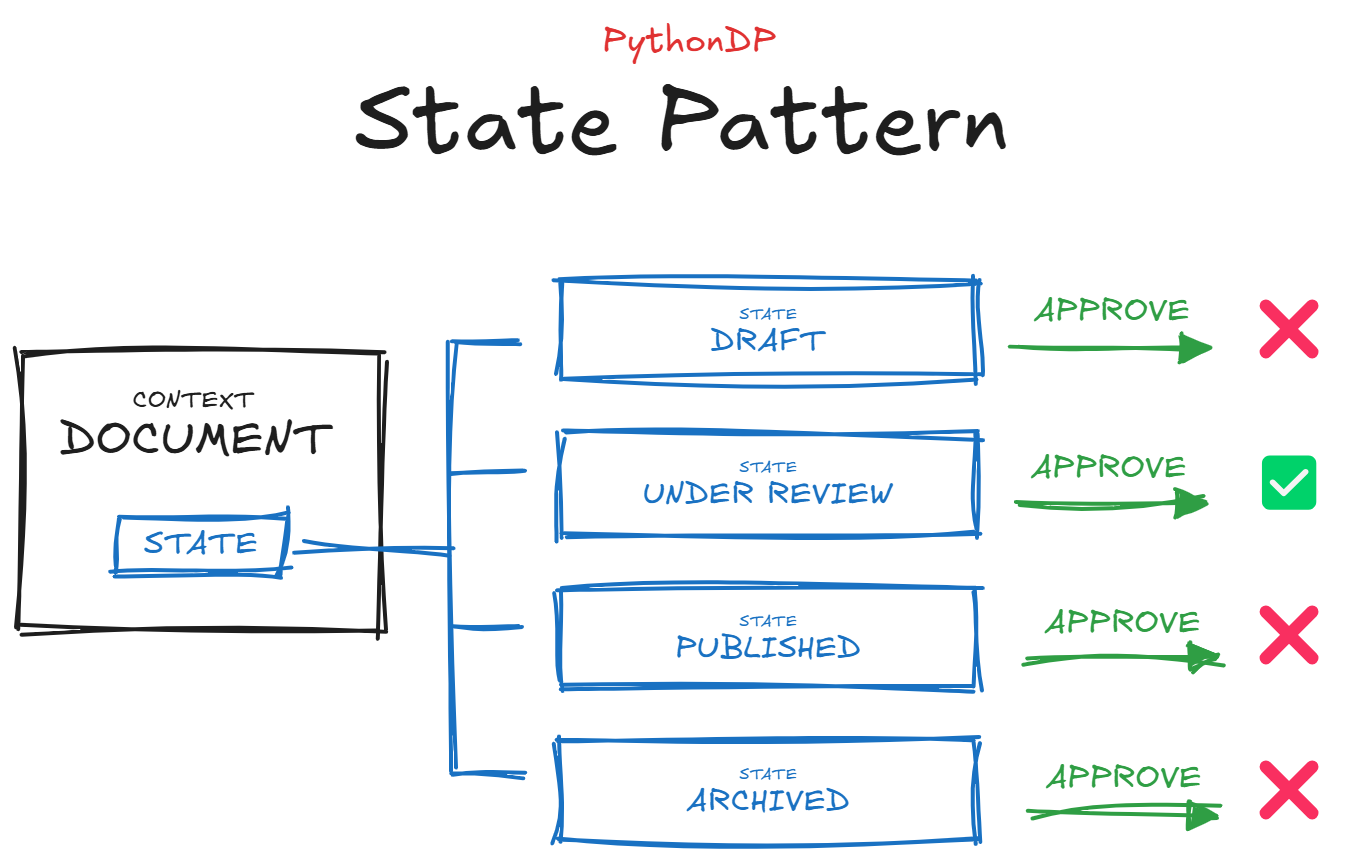 PythonDP
State Pattern
CONTEXT
DOCUMENT
STATE
STATE
DRAFT
APPROVE
STATE
UNDER REVIEW
APPROVE
STATE
PUBLISHED
APPROVE
STATE
ARCHIVED
APPROVE